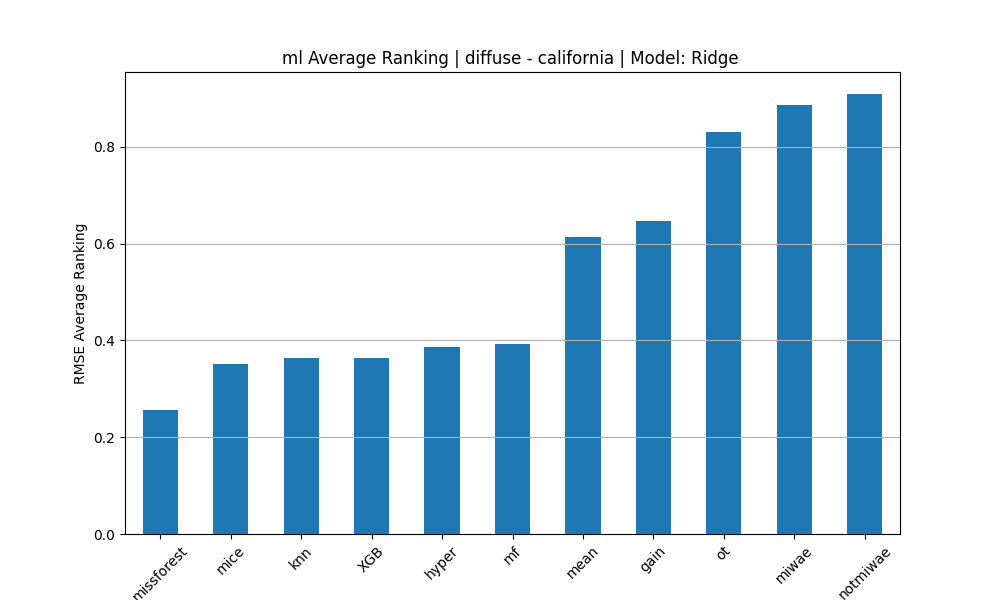 ml Average Ranking | diffuse - california | Model: Ridge
RMSE Average Ranking
0.8
0.6
0.4
0.2
0.0
missforest
mice
knn
XGB
hyper
mf
mean
gain
ot
miwae
notmiwae